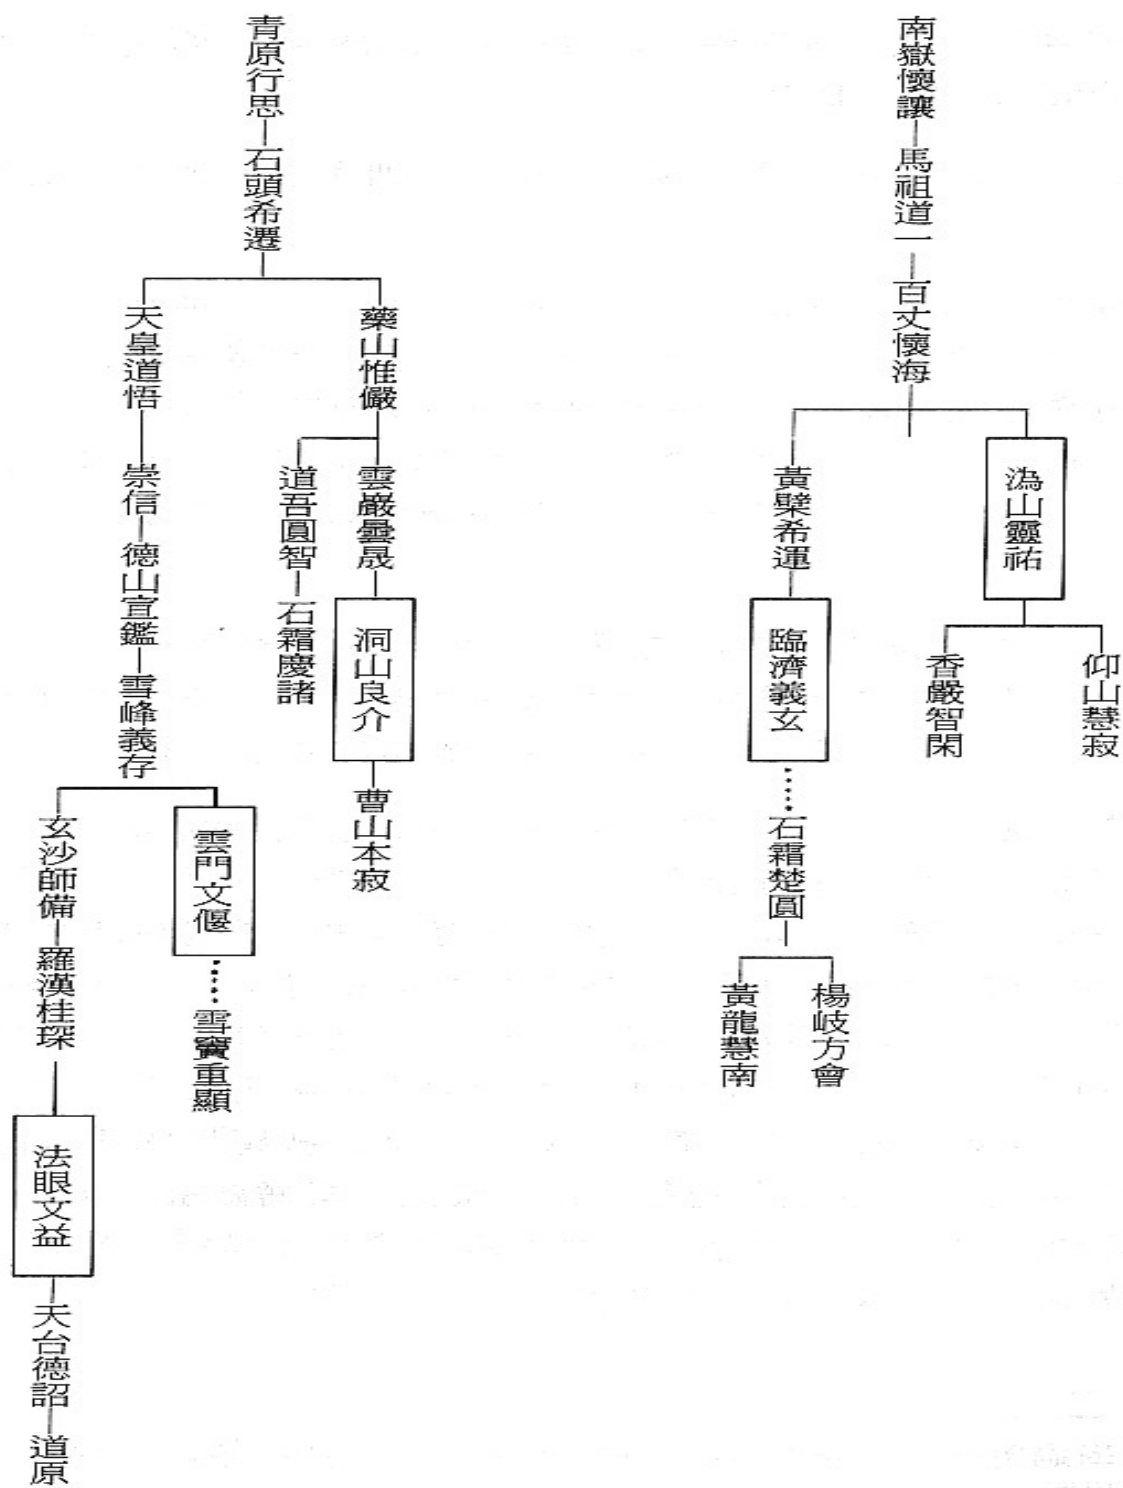 南嶽懷讓
馬祖道一
百丈懷海
溈山靈祐
仰山慧寂
香嚴智閑
黃檗希運
臨濟義玄
石霜楚圓
楊岐方會
黃龍慧南
青原行思
石頭希遷
藥山惟儼
雲巖曇晟
洞山良介
曹山本寂
道吾圓智
石霜慶諸
天皇道悟
崇信
德山宣鑑
雪峰義存
雲門文偃
雪竇重顯
玄沙師備
羅漢桂琛
法眼文益
天台德詔
道原